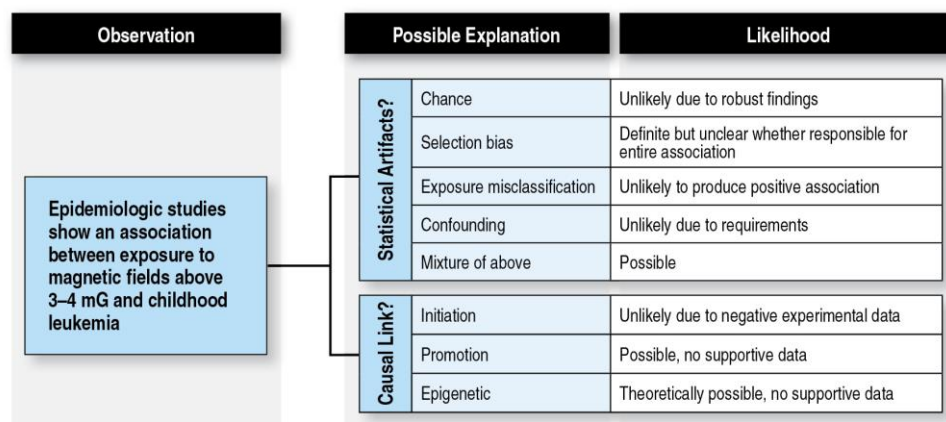 Observation
Possible Explanation
Likelihood
Epidemiologic studies
show an association
between exposure to
magnetic fields above
3–4 mG and childhood
leukemia
Statistical Artifacts?
Chance
Unlikely due to robust findings
Selection bias
Definite but unclear whether responsible for
entire association
Exposure misclassification
Unlikely to produce positive association
Confounding
Unlikely due to requirements
Mixture of above
Possible
Causal Link?
Initiation
Unlikely due to negative experimental data
Promotion
Possible, no supportive data
Epigenetic
Theoretically possible, no supportive data